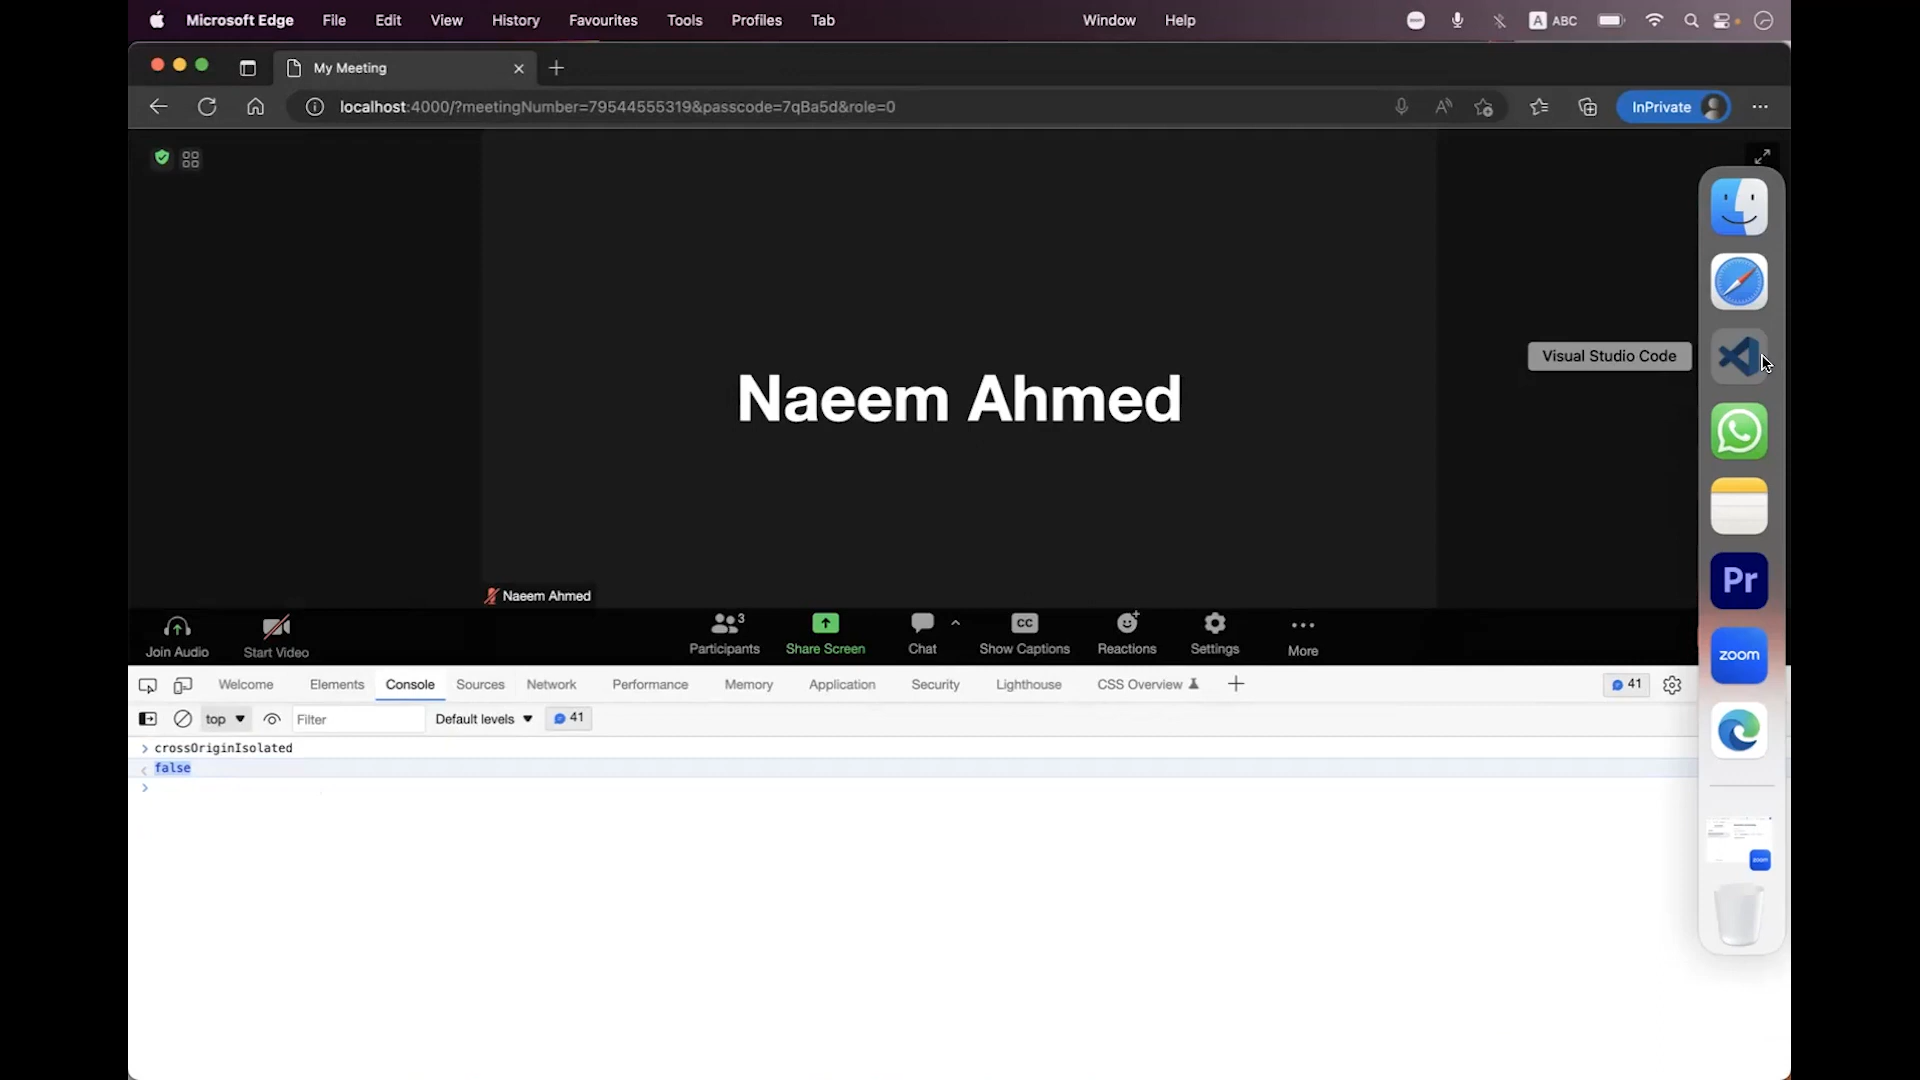 Microsoft Edge File Edit View History Favourites Tools Profiles Tab Window Help A ABC
My Meeting
localhost:4000/?meetingNumber=79544555319&passcode=7qBa5d&role=0 InPrivate
Visual Studio Code
Naeem Ahmed
Pr
zoom
Naeem Ahmed
3
CC
Join Audio Start Video Participants Share Screen Chat Show Captions Reactions Settings More
Welcome Elements Console Sources Network Performance Memory Application Security Lighthouse CSS Overview 41
top Filter Default levels 41
crossOriginIsolated
false
zoom